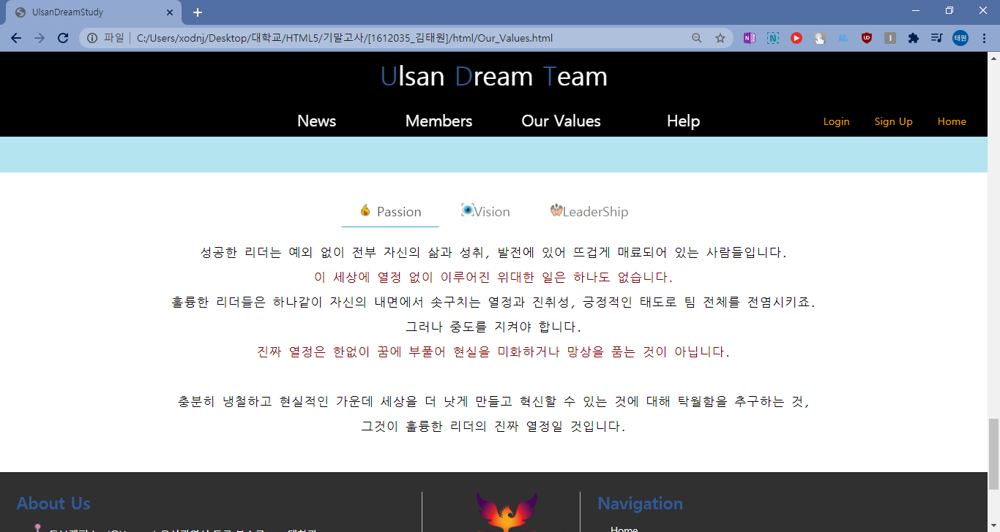 UlsanDreamStudy
파일 C:/Users/xodnj/Desktop/대학교/HTML5/기말고사/[1612035_김태원]/html/Our_Values.html 태원
Ulsan Dream Team
News Members Our Values Help Login Sign Up Home
Passion Vision LeaderShip
성공한 리더는 예외 없이 전부 자신의 삶과 성취, 발전에 있어 뜨겁게 매료되어 있는 사람들입니다.
이 세상에 열정 없이 이루어진 위대한 일은 하나도 없습니다.
훌륭한 리더들은 하나같이 자신의 내면에서 솟구치는 열정과 진취성, 긍정적인 태도로 팀 전체를 전염시키죠.
그러나 중도를 지켜야 합니다.
진짜 열정은 한없이 꿈에 부풀어 현실을 미화하거나 망상을 품는 것이 아닙니다.
충분히 냉철하고 현실적인 가운데 세상을 더 낫게 만들고 혁신할 수 있는 것에 대해 탁월함을 추구하는 것,
그것이 훌륭한 리더의 진짜 열정일 것입니다.
About Us Navigation
Home